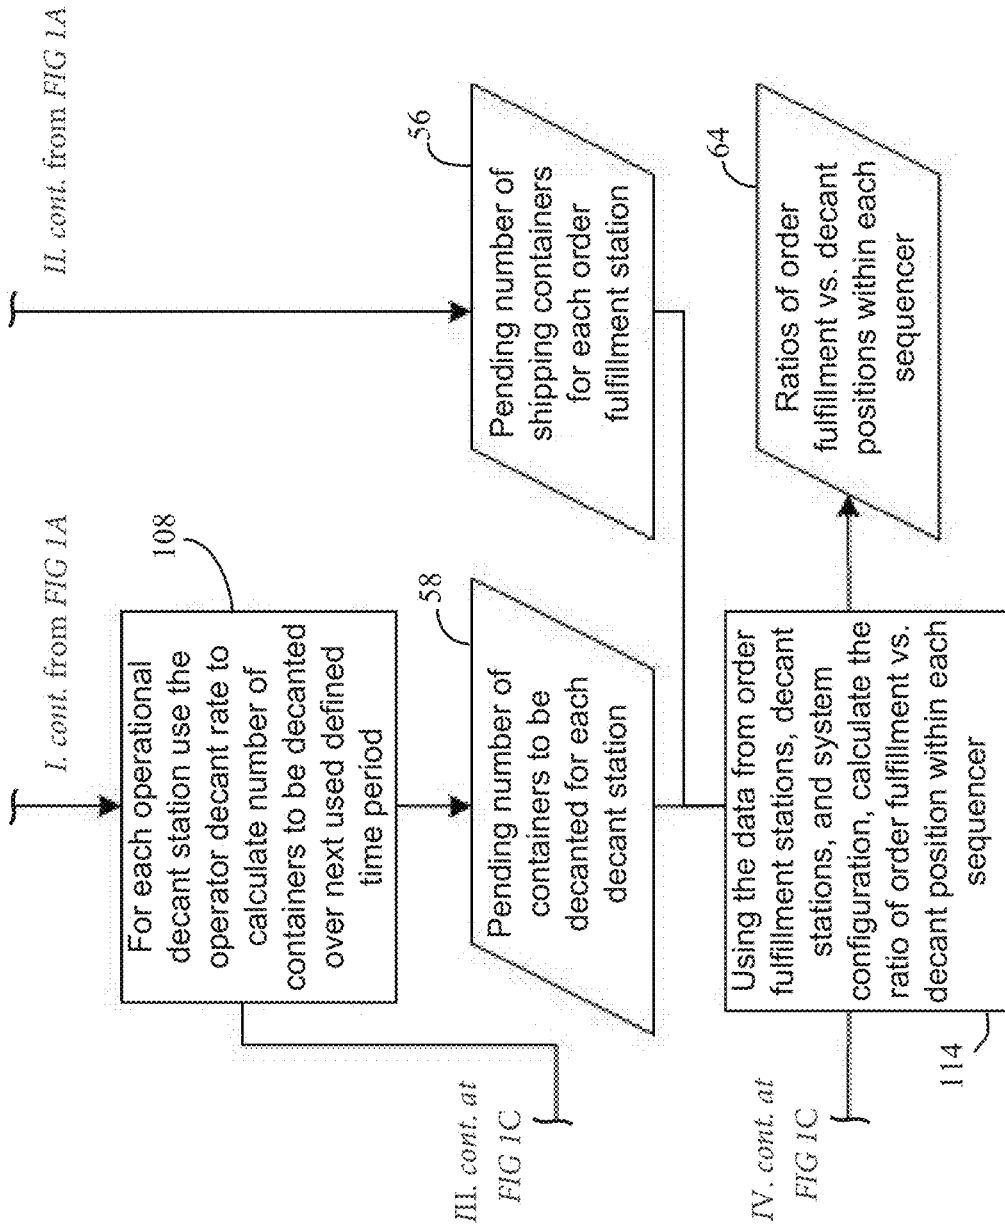 I. cont. from FIG 1A
II. cont. from FIG 1A
108
For each operational
decant station use the
operator decant rate to
calculate number of
containers to be decanted
over next used defined
time period
58
Pending number of
containers to be
decanted for each
decant station
56
Pending number of
shipping containers
for each order
fulfillment station
III. cont. at
FIG 1C
Using the data from order
fulfillment stations, decant
stations, and system
configuration, calculate the
ratio of order fulfillment vs.
decant position within each
sequencer
114
64
Ratios of order
fulfillment vs. decant
positions within each
sequencer
IV. cont. at
FIG 1C